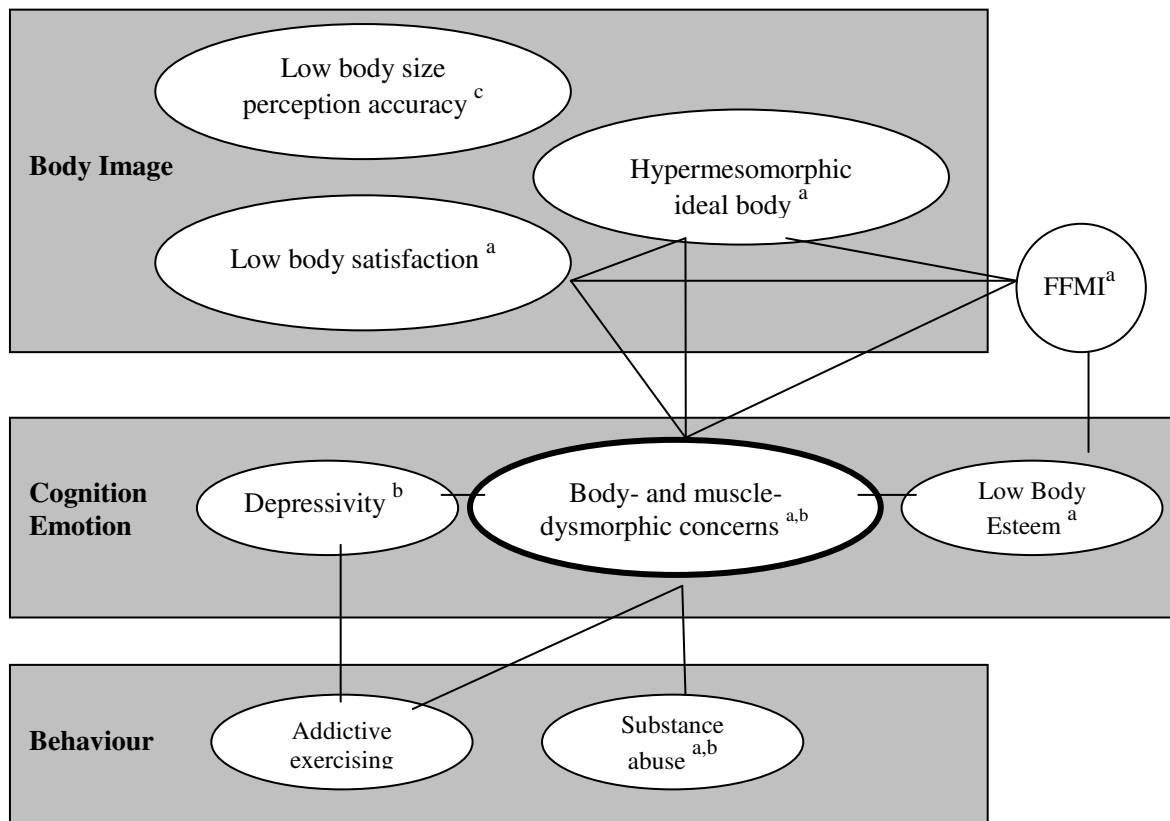 Low body size
perception accuracy c
Body Image
Hypermesomorphic
ideal body a
Low body satisfaction a
FFMI a
Cognition
Emotion
Depressivity b
Body- and muscle-
dysmorphic concerns a,b
Low Body
Esteem a
Behaviour
Addictive
exercising
Substance
abuse a,b